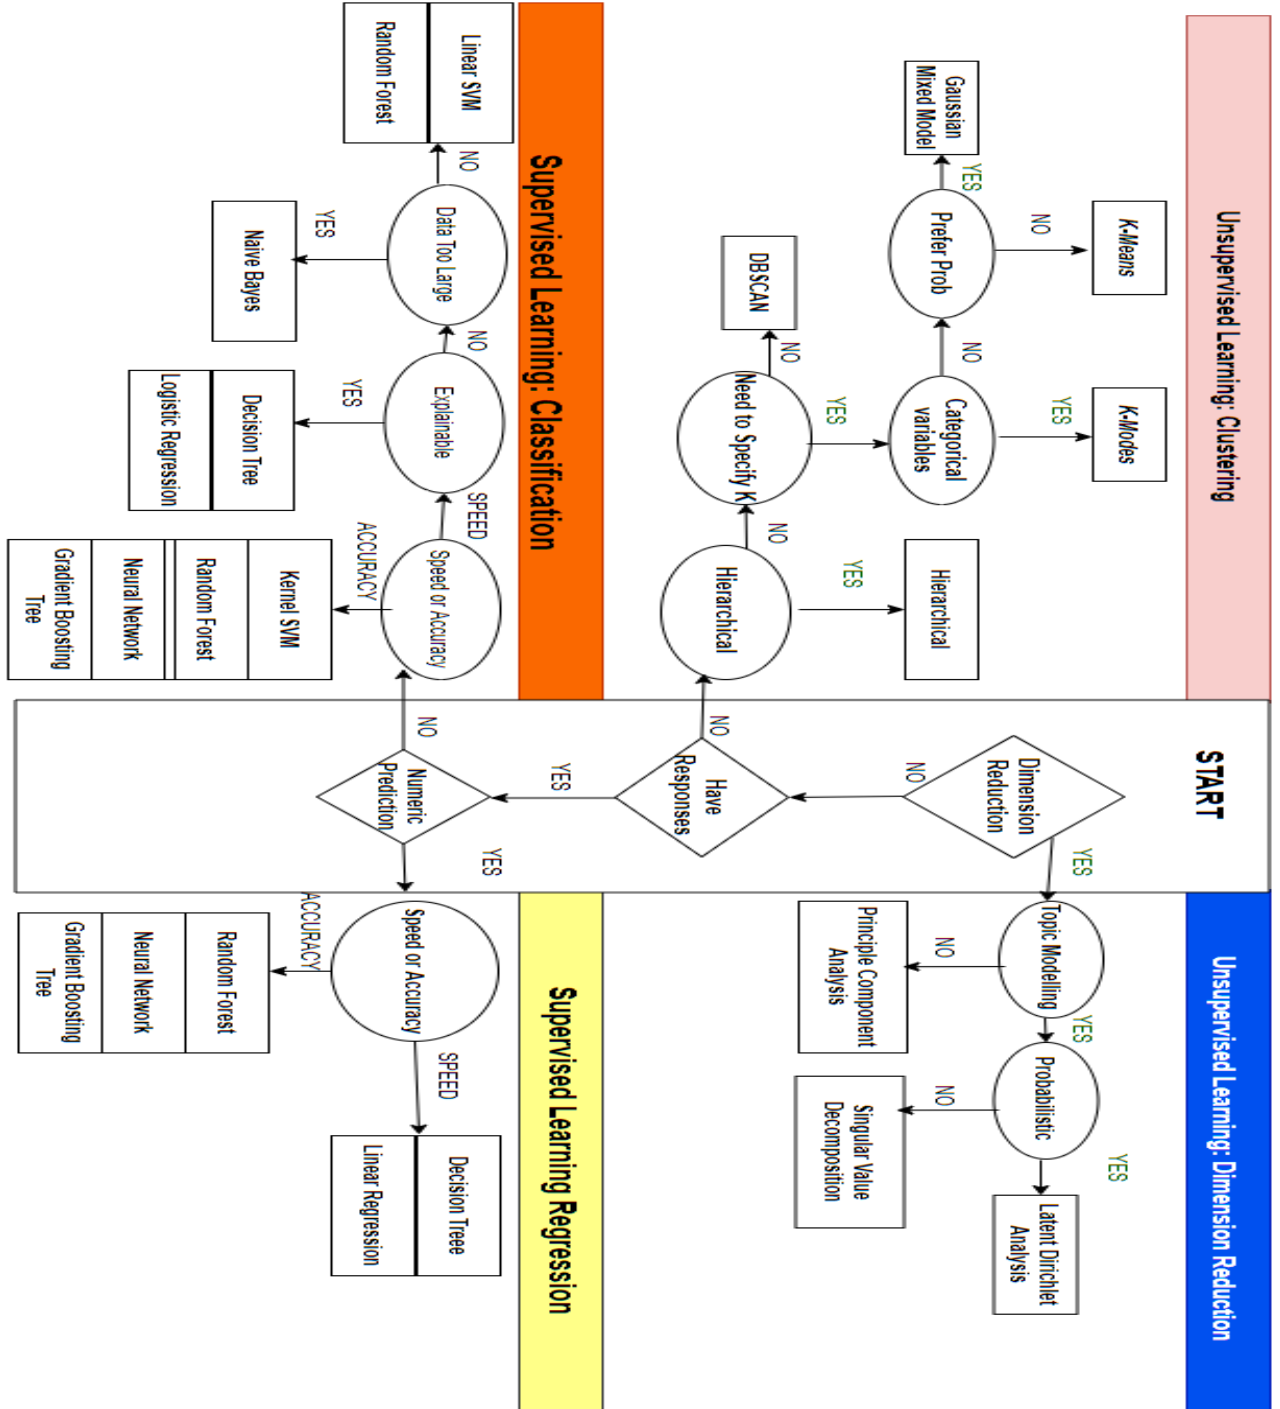 Unsupervised Learning: Clustering
START
Unsupervised Learning: Dimension Reduction
K-Means
K-Modes
Hierarchical
NO
YES
YES
Gaussian
Mixed Model
YES
Prefer Prob
NO
Categorical
variables
YES
DBSCAN
NO
Need to Specify K
NO
Hierarchical
Dimension
Reduction
YES
NO
Topic Modelling
YES
Probabilistic
YES
Latent Dirichlet
Analysis
NO
NO
Principle Component
Analysis
Singular Value
Decomposition
NO
Have
Responses
YES
Supervised Learning: Classification
Supervised Learning Regression
Linear SVM
Random Forest
NO
Data Too Large
NO
Explainable
SPEED
Speed or Accuracy
NO
Numeric
Prediction
YES
Speed or Accuracy
SPEED
Decision Treee
Linear Regression
YES
YES
ACCURACY
ACCURACY
Naive Bayes
Decision Tree
Logistic Regression
Kernel SVM
Random Forest
Neural Network
Gradient Boosting
Tree
Random Forest
Neural Network
Gradient Boosting
Tree